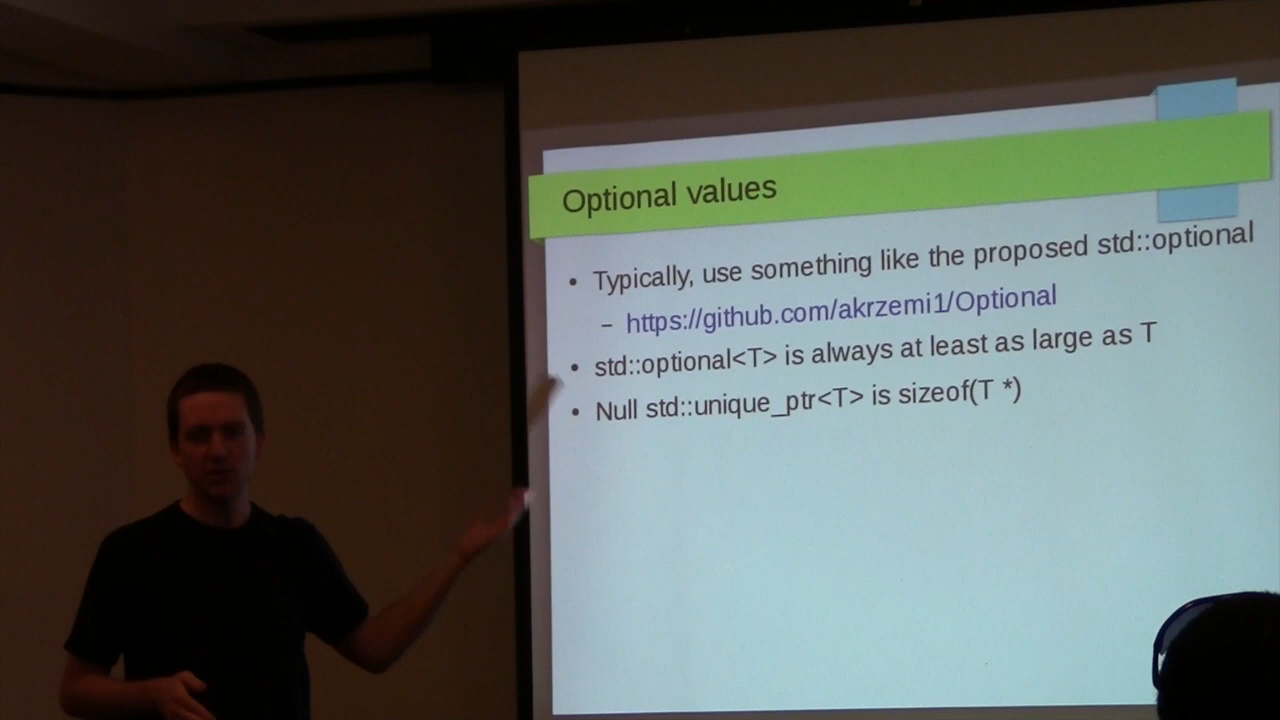 Optional values
• Typically, use something like the proposed std::optional
– https://github.com/akrzemi1/Optional
• std::optional<T> is always at least as large as T
• Null std::unique_ptr<T> is sizeof(T *)